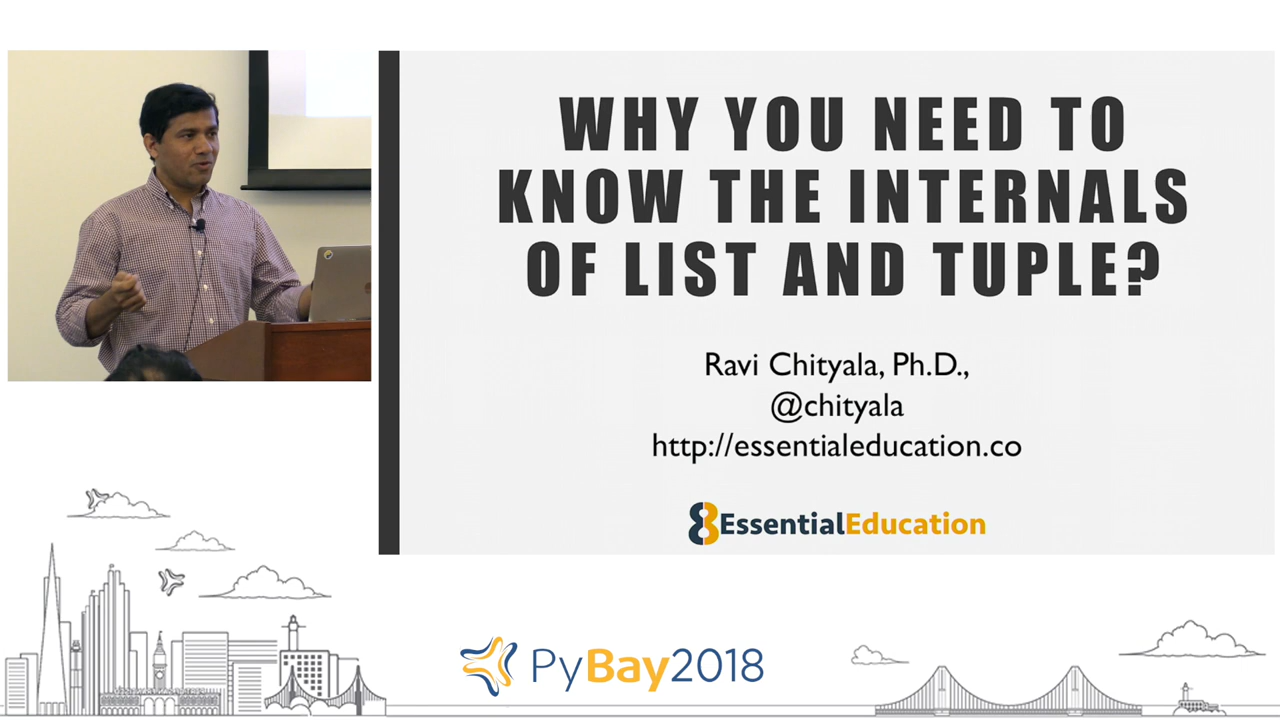 WHY YOU NEED TO
KNOW THE INTERNALS
OF LIST AND TUPLE?
Ravi Chityala, Ph.D.,
@chityala
http://essentialeducation.co
EssentialEducation
PyBay2018